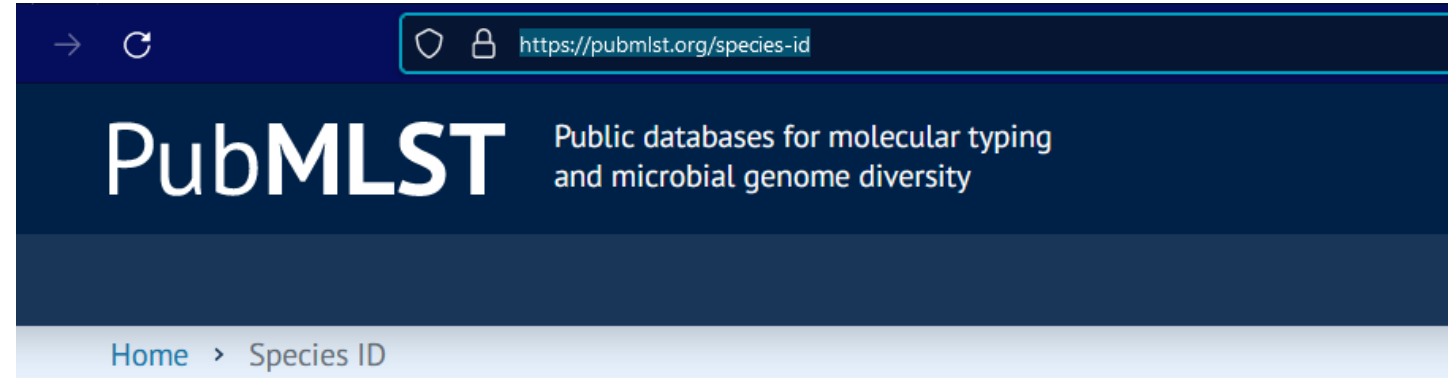 https://pubmlst.org/species-id
PubMLST
Public databases for molecular typing
and microbial genome diversity
Home > Species ID